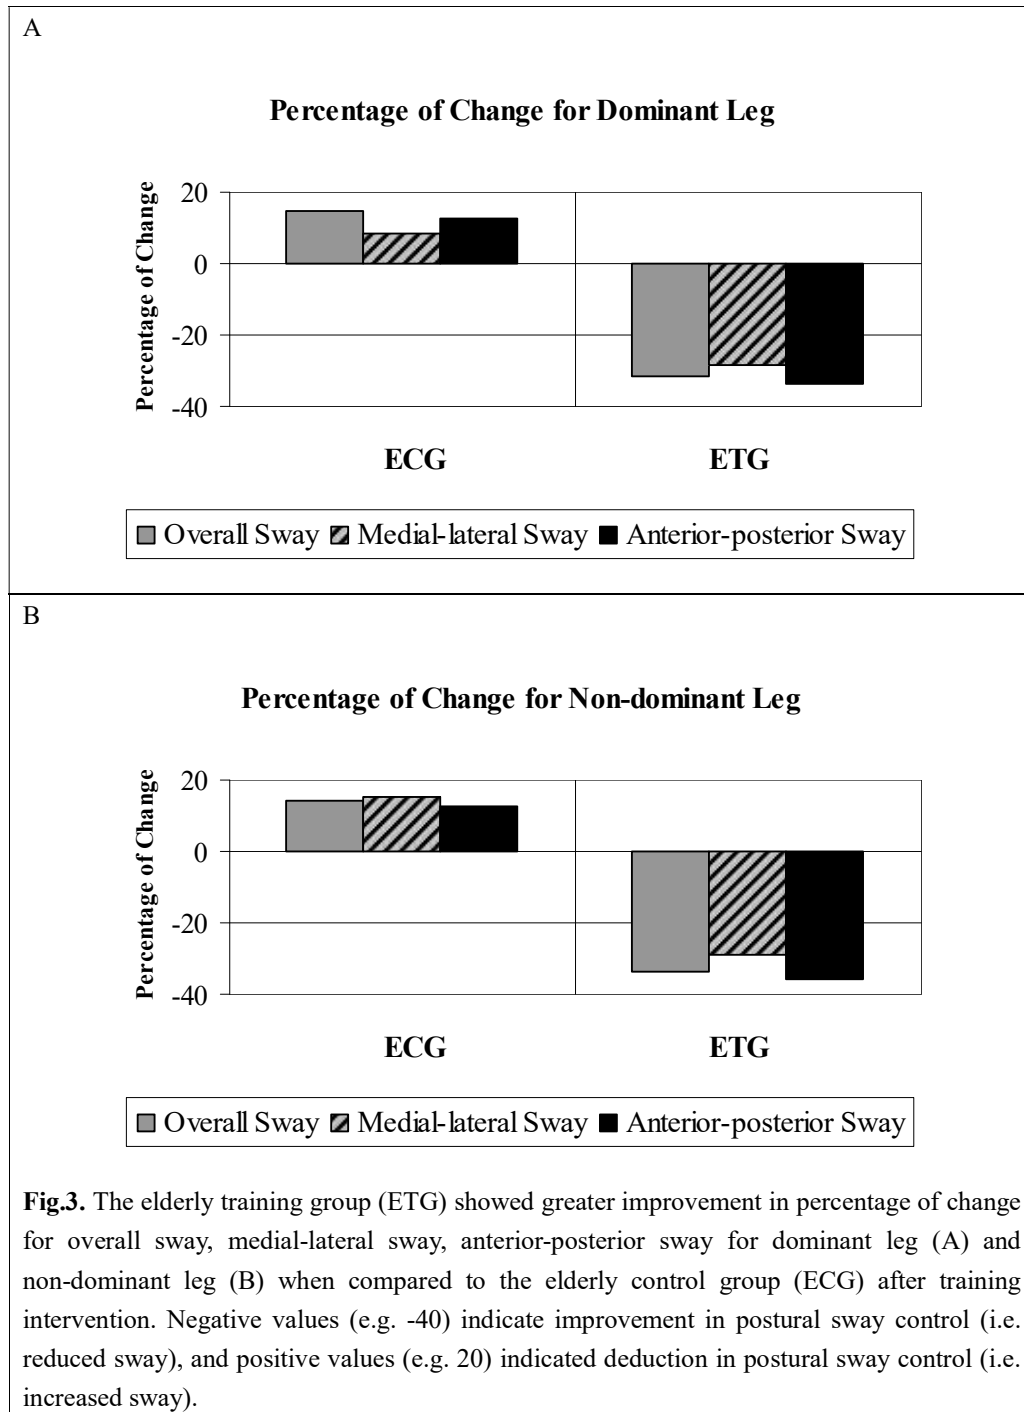 A
Percentage of Change for Dominant Leg
Percentage of Change
20
0
-20
-40
ECG ETG
Overall Sway Medial-lateral Sway Anterior-posterior Sway
B
Percentage of Change for Non-dominant Leg
Percentage of Change
20
0
-20
-40
ECG ETG
Overall Sway Medial-lateral Sway Anterior-posterior Sway
Fig.3. The elderly training group (ETG) showed greater improvement in percentage of change
for overall sway, medial-lateral sway, anterior-posterior sway for dominant leg (A) and
non-dominant leg (B) when compared to the elderly control group (ECG) after training
intervention. Negative values (e.g. -40) indicate improvement in postural sway control (i.e.
reduced sway), and positive values (e.g. 20) indicated deduction in postural sway control (i.e.
increased sway).